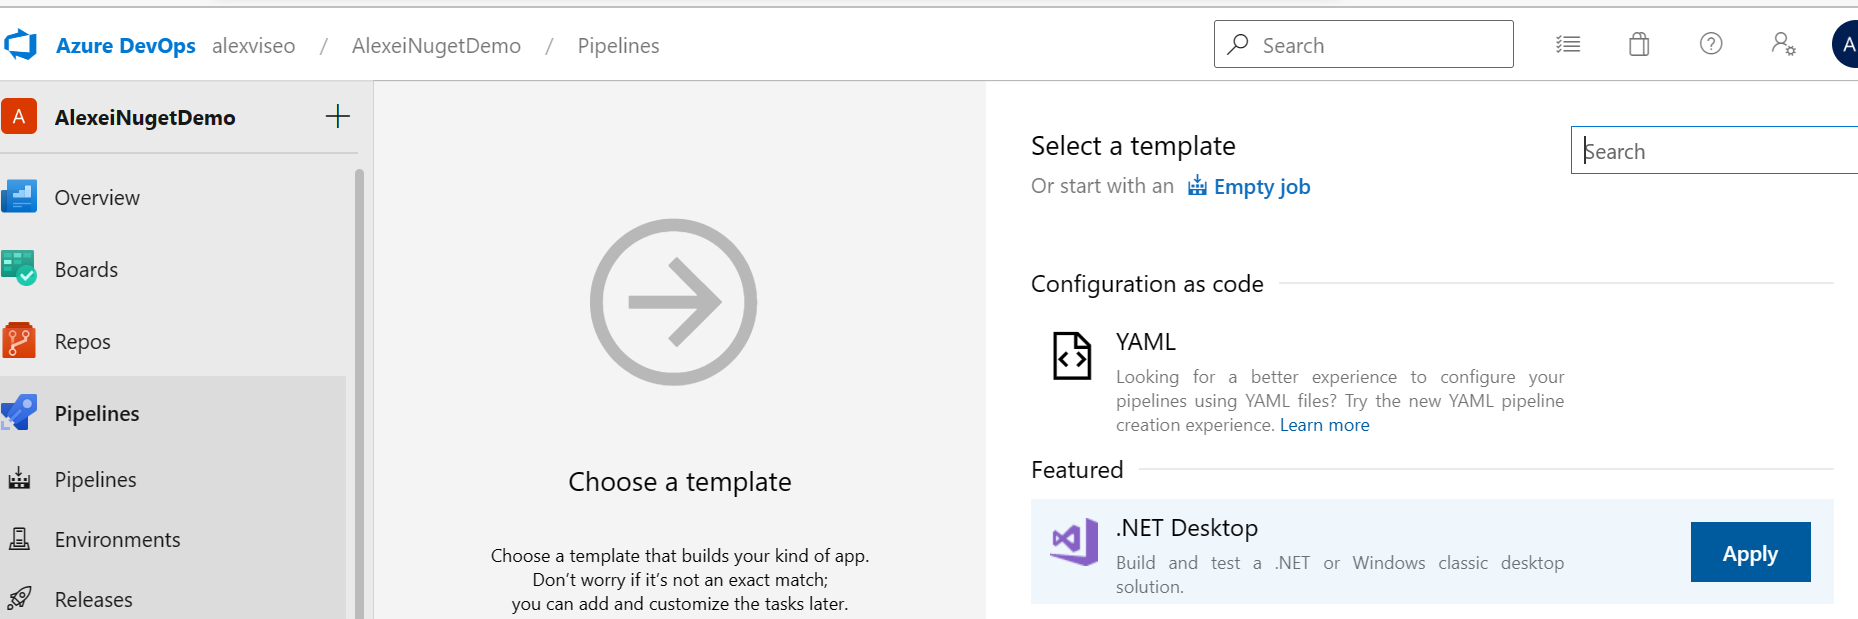 Azure DevOps alexviseo / AlexeiNugetDemo / Pipelines
Search
A
A
AlexeiNugetDemo
Overview
Boards
Repos
Pipelines
Pipelines
Environments
Releases
Choose a template
Choose a template that builds your kind of app.
Don't worry if it's not an exact match;
you can add and customize the tasks later.
Select a template
Or start with an Empty job
Search
Configuration as code
YAML
Looking for a better experience to configure your
pipelines using YAML files? Try the new YAML pipeline
creation experience. Learn more
Featured
.NET Desktop
Build and test a .NET or Windows classic desktop
solution.
Apply